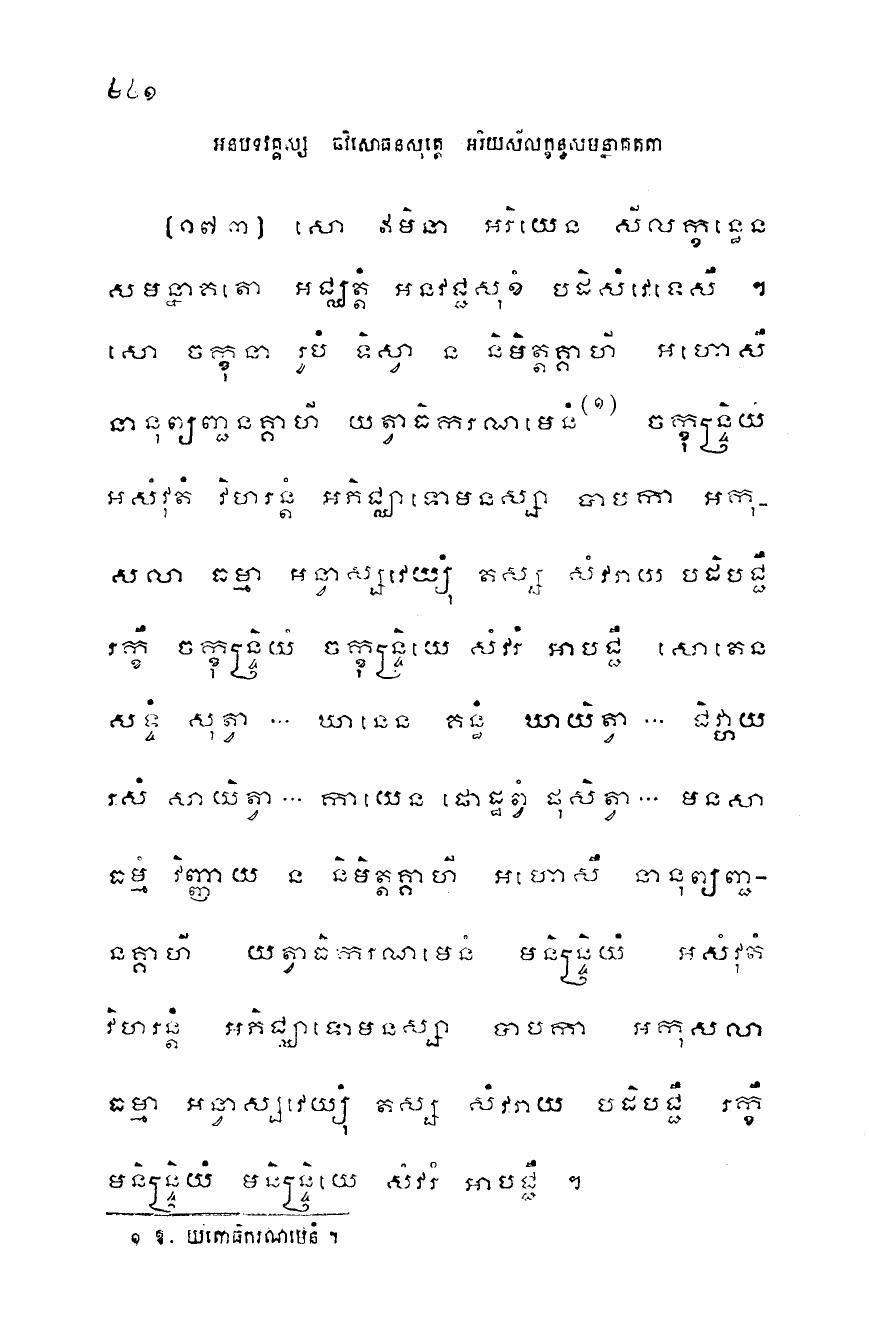 ២៤១
អនបទវគ្គស្ស ឆវិសោធនសុត្តេ អរិយសីលក្ខន្ធសមន្នាគតតា
[១៧៣] សោ ឥមិនា អរិយេន សីលក្ខន្ធេន
សមន្នាគតោ អជ្ឈត្តំ អនវជ្ជសុខំ បដិសំវេទេសឹ ។
សោ ចក្ខុនា រូបំ ទិស្វា ន និមិត្តគ្គាហី អហោសឹ
នានុព្យញ្ជនគ្គាហី យត្វាធិករណមេនំ(១) ចក្ខុន្ទ្រិយំ
អសំវុតំ វិហរន្តំ អភិជ្ឈាទោមនស្សា បាបកា អកុ-
សលា ធម្មា អន្វាស្សវេយ្យុំ តស្ស សំវរាយ បដិបជ្ជឹ
រក្ខឹ ចក្ខុន្ទ្រិយំ ចក្ខុន្ទ្រិយេ សំវរំ អាបជ្ជឹ សោតេន
សទ្ទំ សុត្វា ... ឃានេន គន្ធំ ឃាយិត្វា ... ជិវ្ហាយ
រសំ សាយិត្វា ... កាយេន ផោដ្ឋព្វំ ផុសិត្វា ... មនសា
ធម្មំ វិញ្ញាយ ន និមិត្តគ្គាហី អហោសឹ នានុព្យញ្ជ-
នគ្គាហី យត្វាធិករណមេនំ មនិន្ទ្រិយំ អសំវុតំ
វិហរន្តំ អភិជ្ឈាទោមនស្សា បាបកា អកុសលា
ធម្មា អន្វាស្សវេយ្យុំ តស្ស សំវរាយ បដិបជ្ជឹ រក្ខឹ
មនិន្ទ្រិយំ មនិន្ទ្រិយេ សំវរំ អាបជ្ជឹ ។
១ ឱ. យតោធិករណមេនំ ។